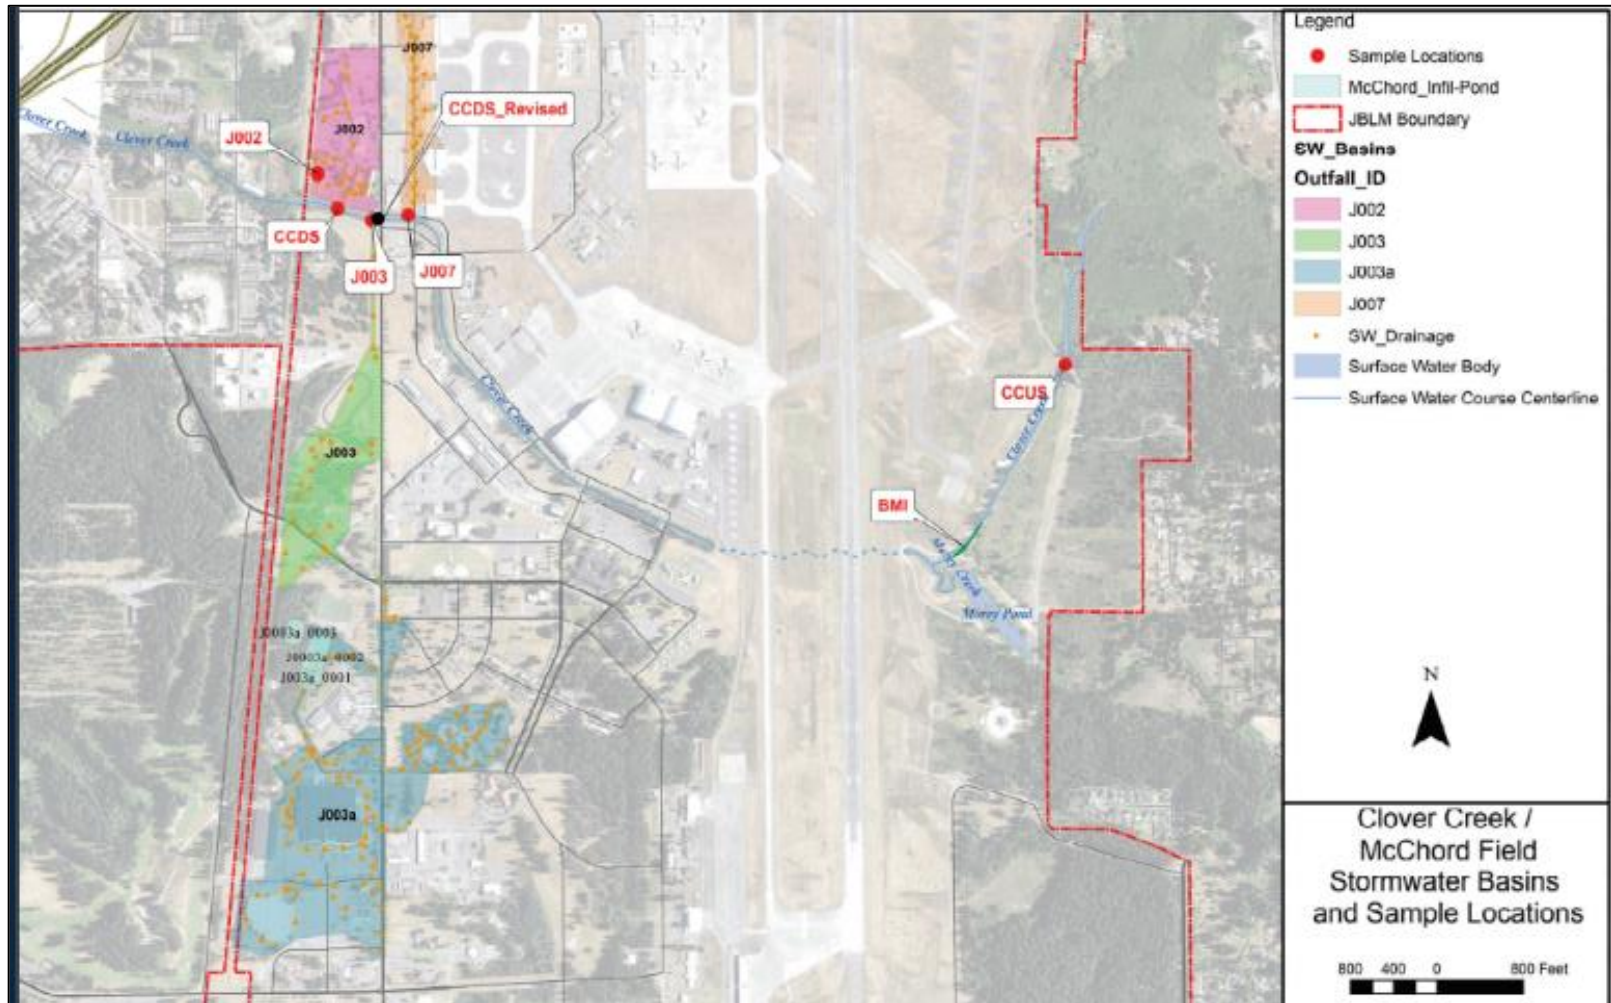 J007
CCDS_Revised
J002
J002
Clover Creek
Clover Creek
CCDS
J003
J007
Clover Creek
J003
CCUS
Clover Creek
BMI
Morey Creek
Morey Pond
J0003a_0003
J0003a_0002
J003a_0001
J003a
Legend
Sample Locations
McChord_Infil-Pond
JBLM Boundary
SW_Basins
Outfall_ID
J002
J003
J003a
J007
SW_Drainage
Surface Water Body
Surface Water Course Centerline
N
Clover Creek /
McChord Field
Stormwater Basins
and Sample Locations
800 400 0 800 Feet